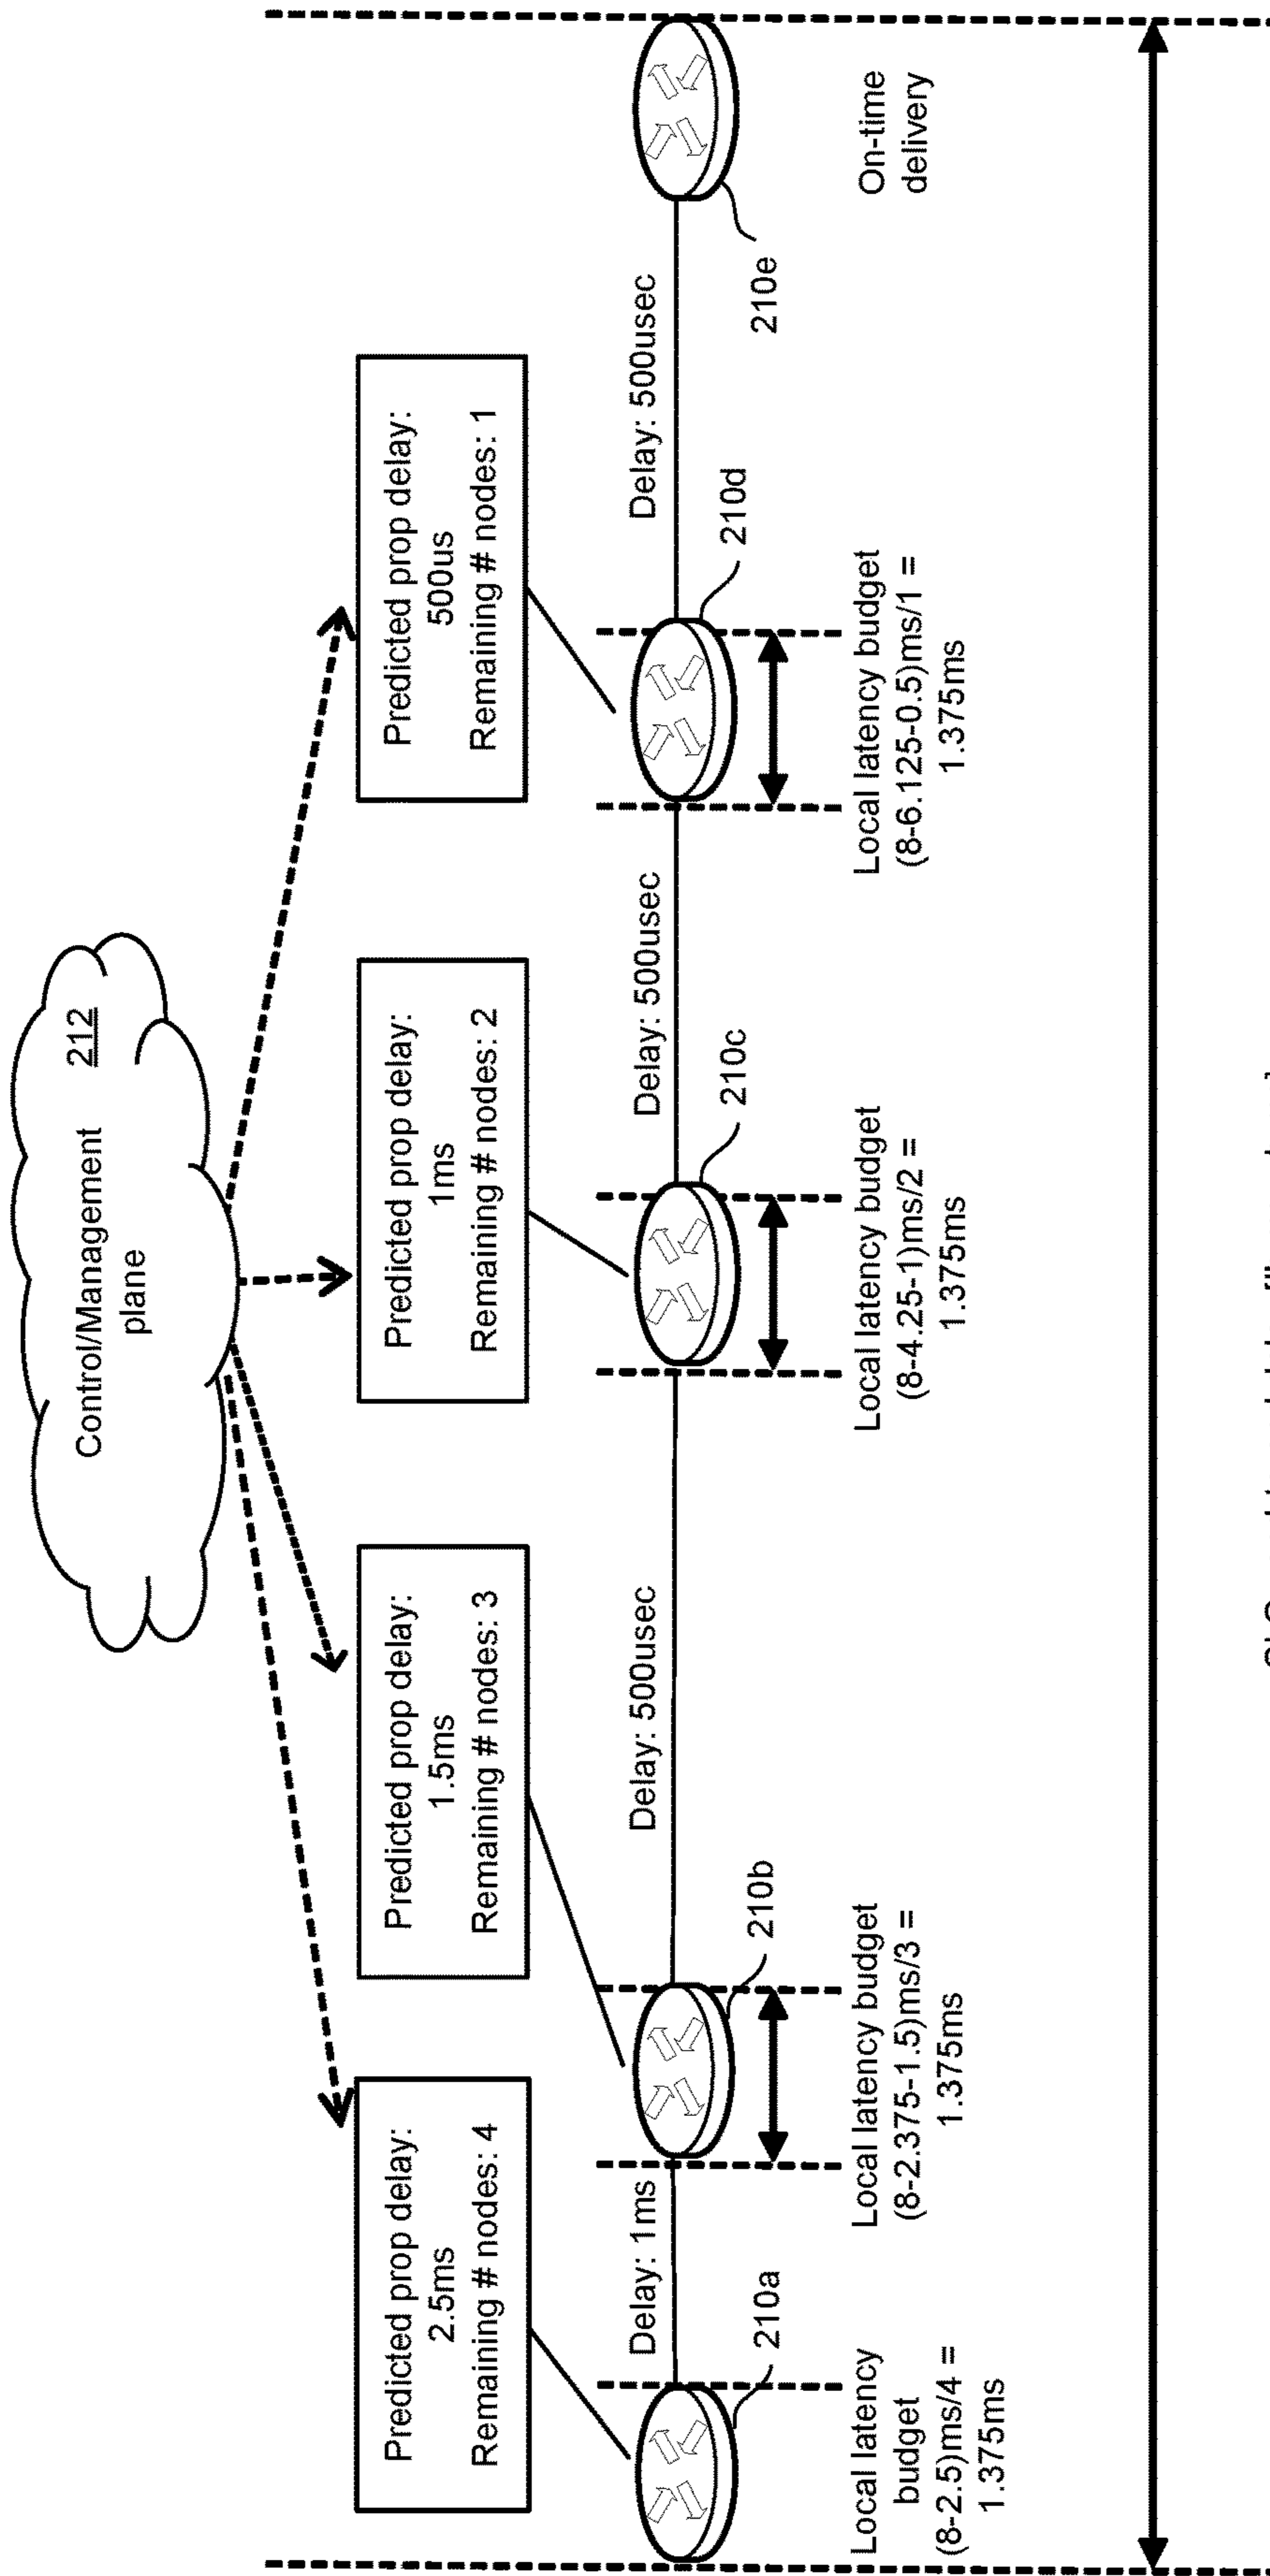 Control/Management 212
plane
Predicted prop delay:
2.5ms
Remaining # nodes: 4
Predicted prop delay:
1.5ms
Remaining # nodes: 3
Predicted prop delay:
1ms
Remaining # nodes: 2
Predicted prop delay:
500us
Remaining # nodes: 1
Delay: 1ms
Delay: 500usec
Delay: 500usec
Delay: 500usec
210a
210b
210c
210d
210e
Local latency
budget
(8-2.5)ms/4 =
1.375ms
Local latency budget
(8-2.375-1.5)ms/3 =
1.375ms
Local latency budget
(8-4.25-1)ms/2 =
1.375ms
Local latency budget
(8-6.125-0.5)ms/1 =
1.375ms
On-time
delivery